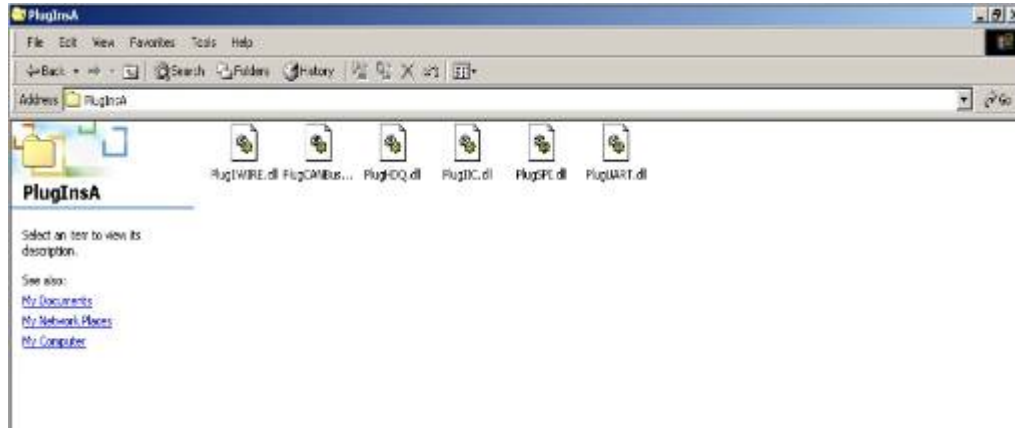 PlugInsA
File Edit View Favorites Tools Help
Back Search Folders History
Address PlugInsA Go
Plug1WIRE.dll PlugCANBus... PlugHDQ.dll PlugIIC.dll PlugSPI.dll PlugUART.dll
PlugInsA
Select an item to view its
description.
See also:
My Documents
My Network Places
My Computer